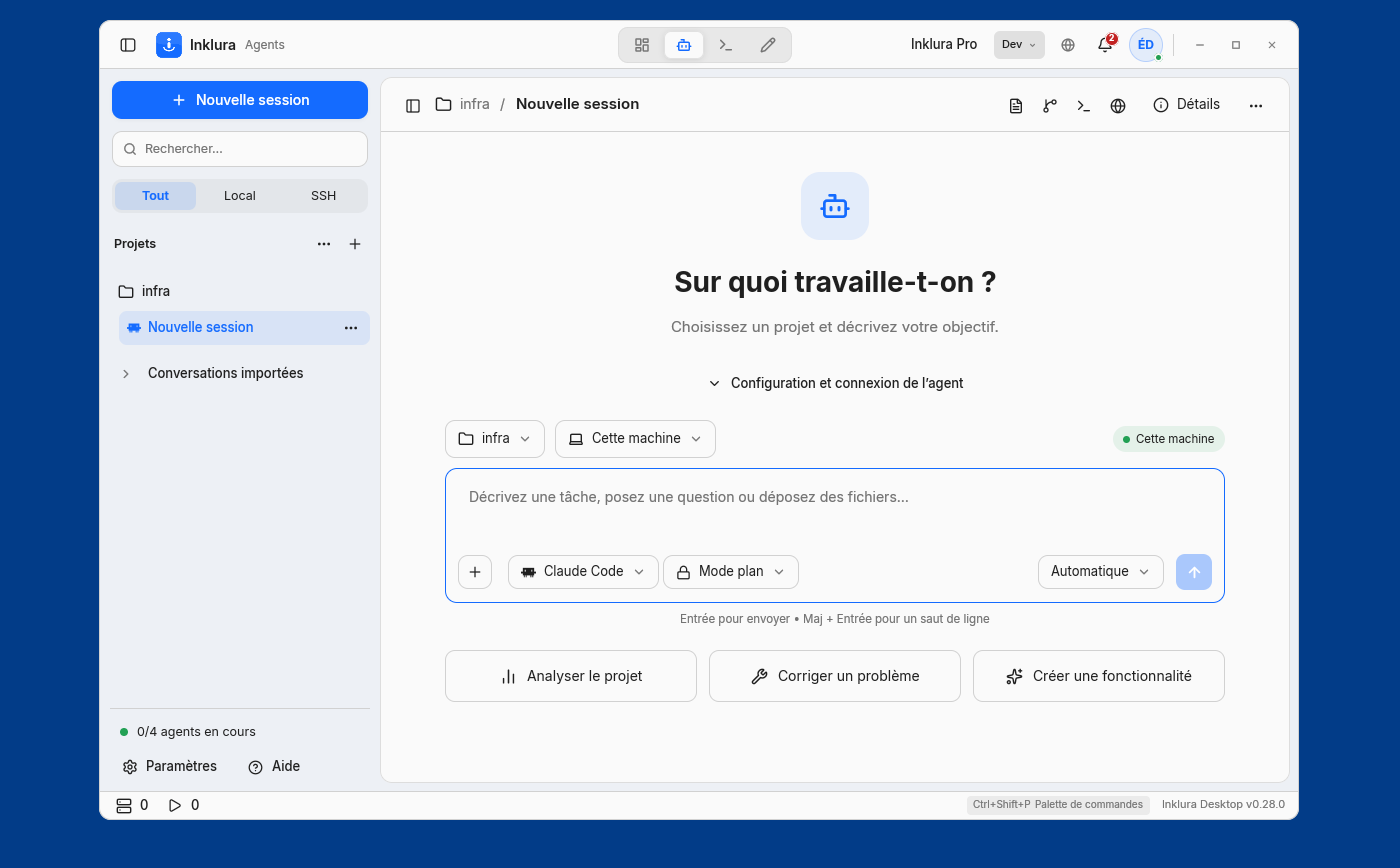 Inklura Agents
Inklura Pro
Dev
2
ÉD
Nouvelle session
Rechercher...
Tout
Local
SSH
Projets
infra
Nouvelle session
Conversations importées
0/4 agents en cours
Paramètres
Aide
infra / Nouvelle session
Détails
Sur quoi travaille-t-on ?
Choisissez un projet et décrivez votre objectif.
Configuration et connexion de l’agent
infra
Cette machine
Cette machine
Décrivez une tâche, posez une question ou déposez des fichiers...
Claude Code
Mode plan
Automatique
Entrée pour envoyer • Maj + Entrée pour un saut de ligne
Analyser le projet
Corriger un problème
Créer une fonctionnalité
0
0
Ctrl+Shift+P Palette de commandes
Inklura Desktop v0.28.0